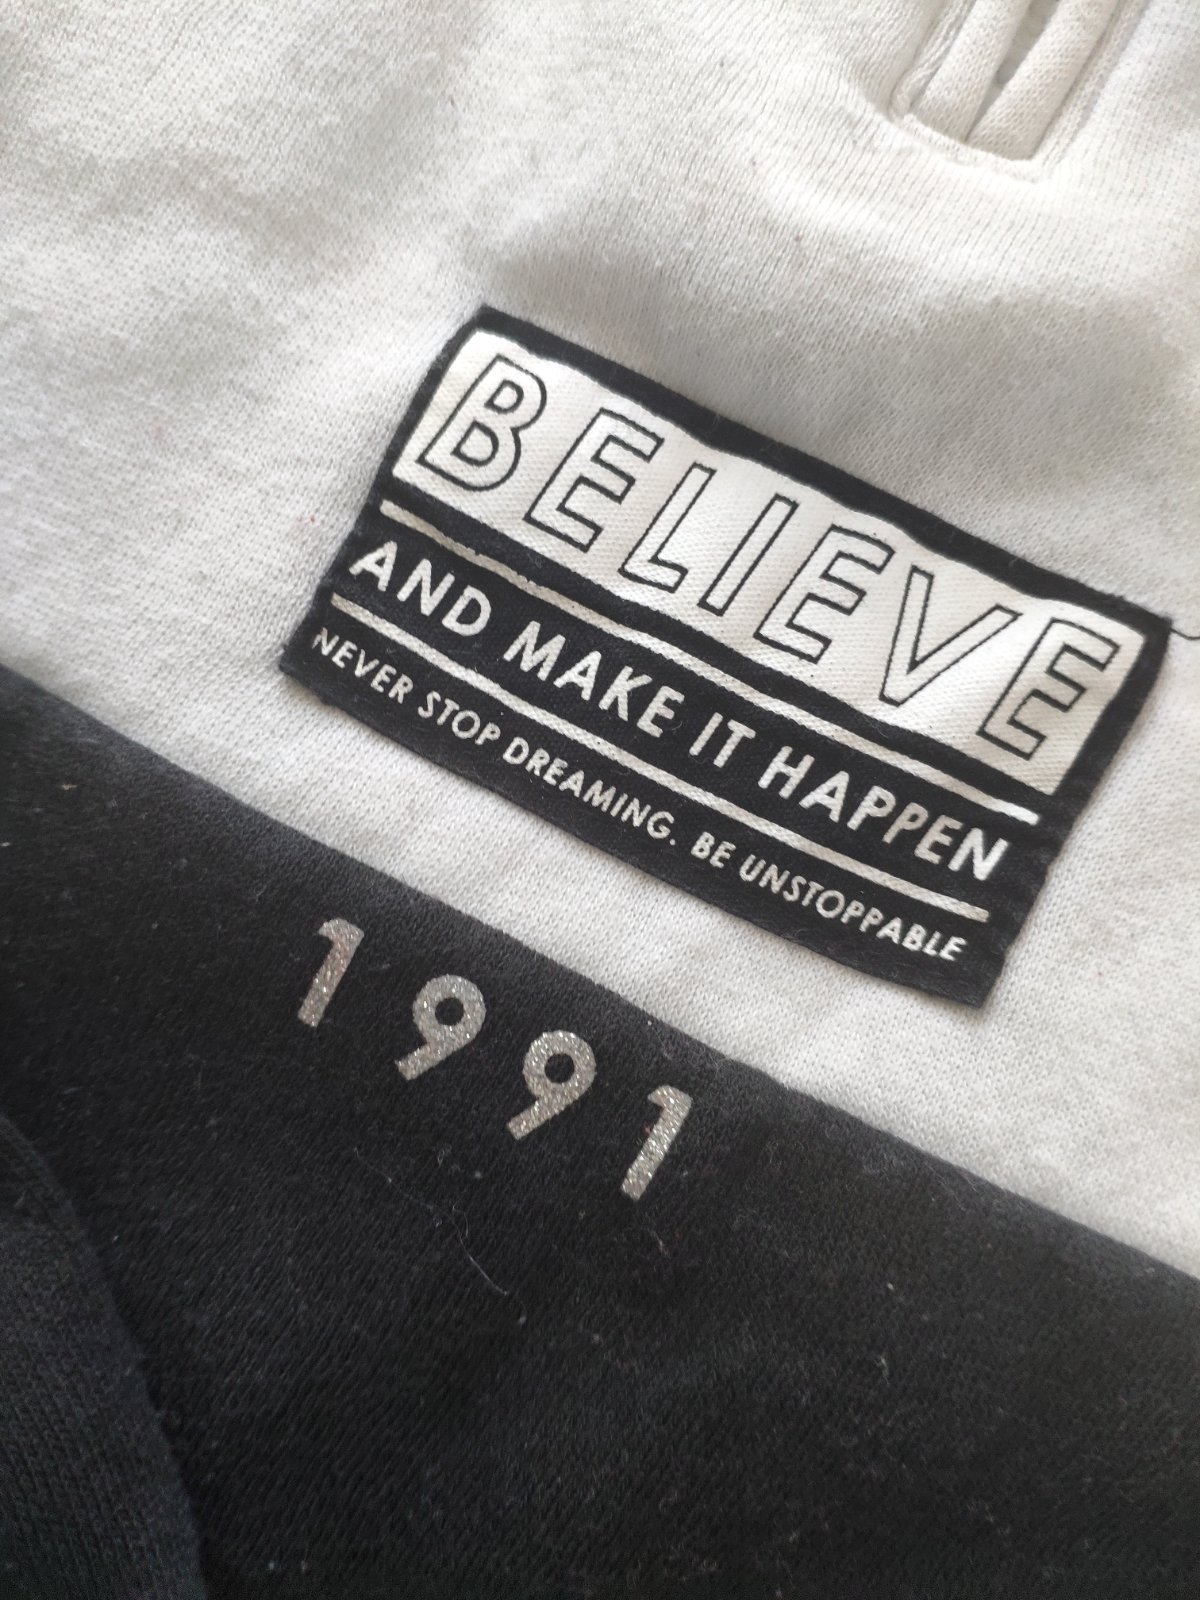 BELIEVE
AND MAKE IT HAPPEN
NEVER STOP DREAMING. BE UNSTOPPABLE
1991